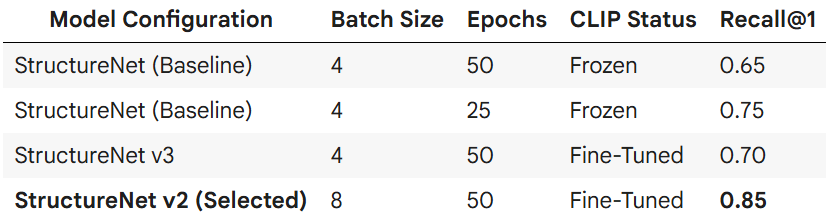 Model Configuration Batch Size Epochs CLIP Status Recall@1
StructureNet (Baseline) 4 50 Frozen 0.65
StructureNet (Baseline) 4 25 Frozen 0.75
StructureNet v3 4 50 Fine-Tuned 0.70
StructureNet v2 (Selected) 8 50 Fine-Tuned 0.85